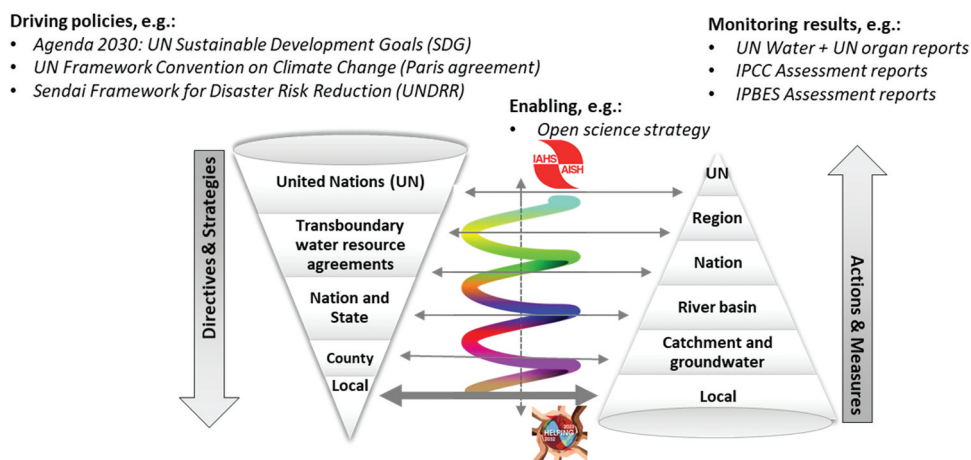 Driving policies, e.g.:
• Agenda 2030: UN Sustainable Development Goals (SDG)
• UN Framework Convention on Climate Change (Paris agreement)
• Sendai Framework for Disaster Risk Reduction (UNDRR)
Monitoring results, e.g.:
• UN Water + UN organ reports
• IPCC Assessment reports
• IPBES Assessment reports
Enabling, e.g.:
• Open science strategy
IAHS
AISH
Directives & Strategies
United Nations (UN)
Transboundary
water resource
agreements
Nation and
State
County
Local
UN
Region
Nation
River basin
Catchment and
groundwater
Local
Actions & Measures
HELPING
2023
2032